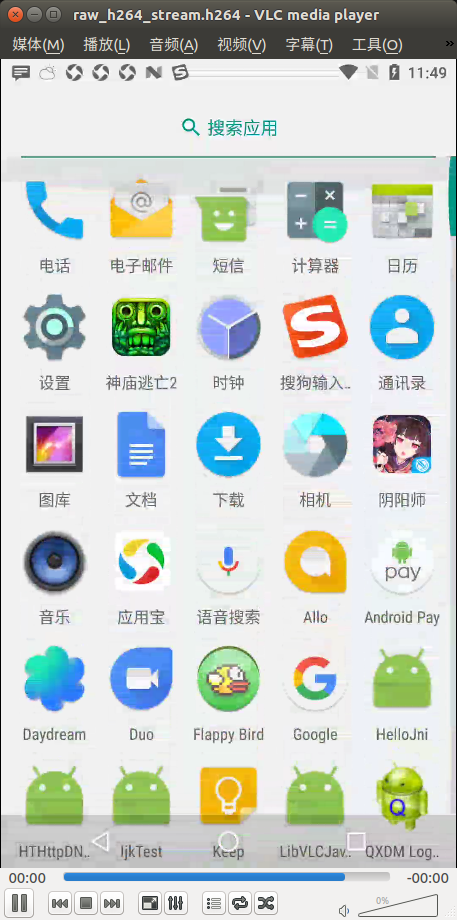 raw_h264_stream.h264 - VLC media player
媒体(M) 播放(L) 音频(A) 视频(V) 字幕(T) 工具(O) »
11:49
搜索应用
电话 电子邮件 短信 计算器 日历
设置 神庙逃亡2 时钟 搜狗输入.. 通讯录
图库 文档 下载 相机 阴阳师
pay
音乐 应用宝 语音搜索 Allo Android Pay
Daydream Duo Flappy Bird Google HelloJni
Q
HTHttpDN.. IjkTest Keep LibVLCJav.. QXDM Log..
00:00 -00:00
0%